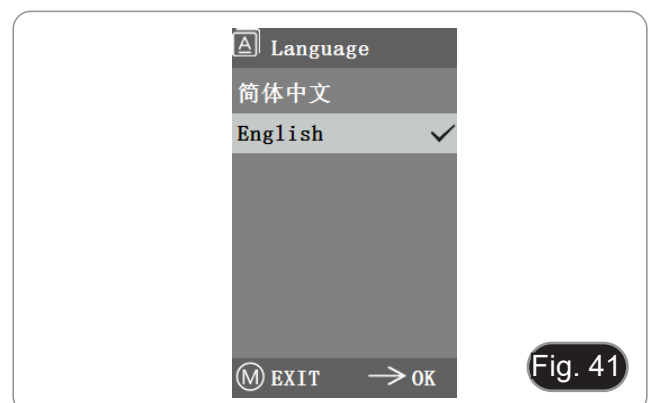 A Language
简体中文
English
M EXIT → OK
Fig. 41